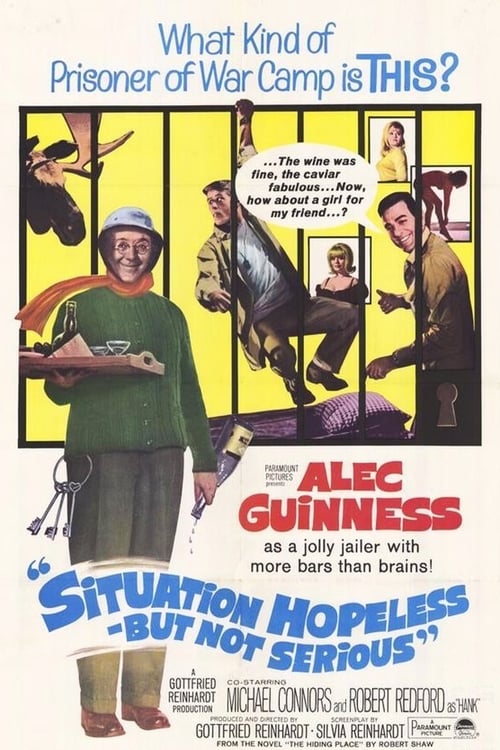 What Kind of
Prisoner of War Camp is THIS?
...The wine was
fine, the caviar
fabulous...Now,
how about a girl for
my friend...?
PARAMOUNT
PICTURES
presents
ALEC
GUINNESS
as a jolly jailer with
more bars than brains!
"SITUATION HOPELESS
-BUT NOT SERIOUS"
A
GOTTFRIED
REINHARDT
PRODUCTION
CO-STARRING
MICHAEL CONNORS and ROBERT REDFORD as "HANK"
PRODUCED AND DIRECTED BY
GOTTFRIED REINHARDT ·
SCREENPLAY BY
SILVIA REINHARDT
A
PARAMOUNT
PICTURE
FROM THE NOVEL "THE HIDING PLACE" BY ROBERT SHAW